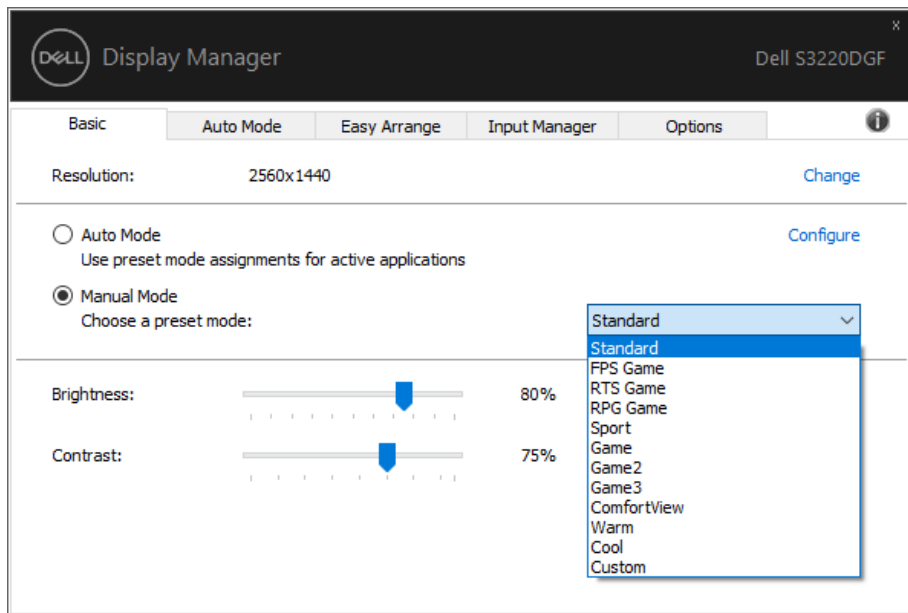 DELL Display Manager
Dell S3220DGF
x
Basic Auto Mode Easy Arrange Input Manager Options i
Resolution: 2560x1440 Change
Auto Mode Configure
Use preset mode assignments for active applications
Manual Mode
Choose a preset mode: Standard
Standard
FPS Game
RTS Game
RPG Game
Sport
Game
Game2
Game3
ComfortView
Warm
Cool
Custom
Brightness: 80%
Contrast: 75%